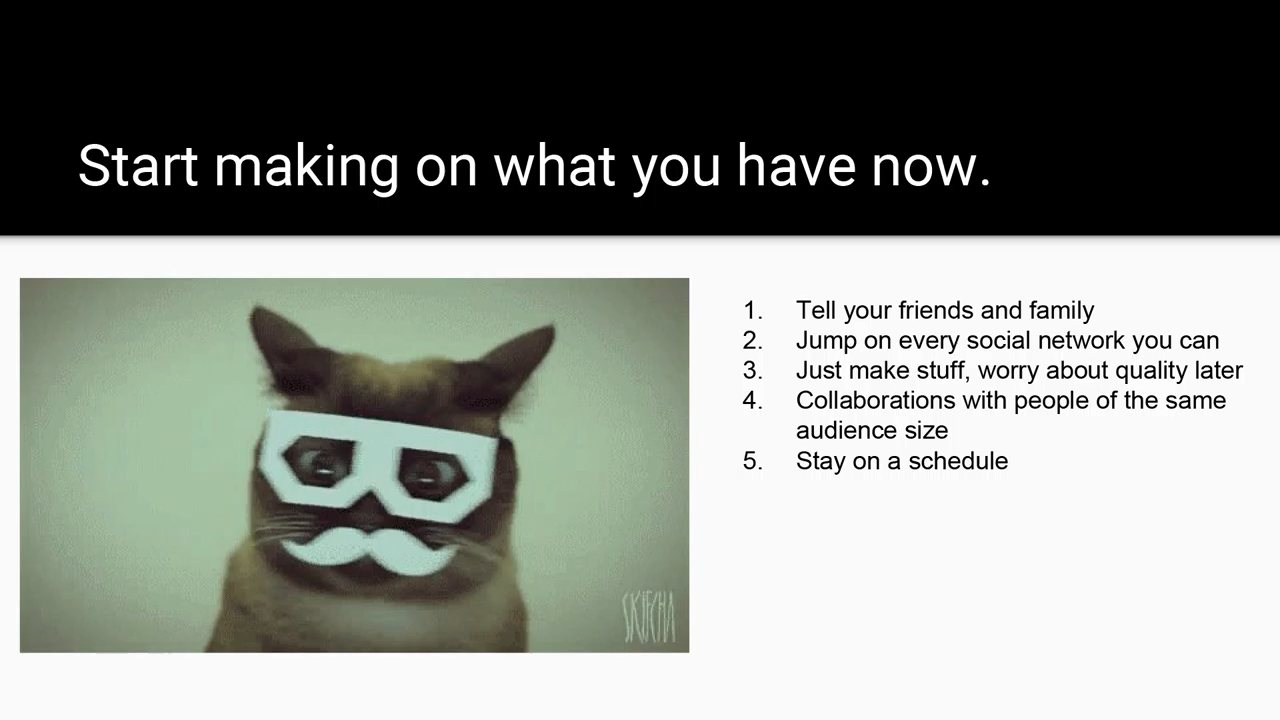 Start making on what you have now.
1. Tell your friends and family
2. Jump on every social network you can
3. Just make stuff, worry about quality later
4. Collaborations with people of the same
audience size
5. Stay on a schedule